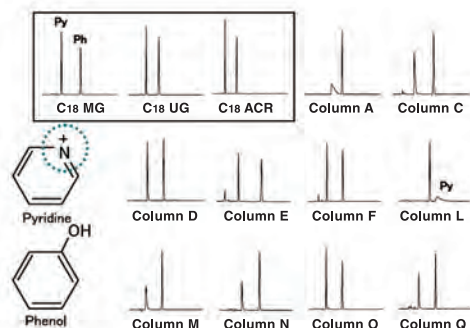 Py
Ph
C18 MG C18 UG C18 ACR Column A Column C
+
N
Pyridine
Py
Column D Column E Column F Column L
OH
Phenol
Column M Column N Column O Column Q